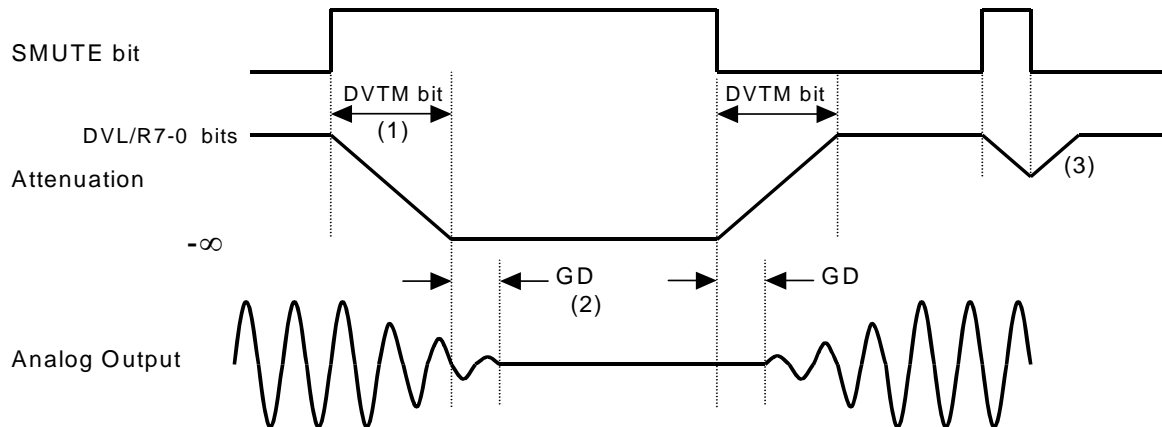 SMUTE bit
DVTM bit
DVTM bit
(1)
DVL/R7-0 bits
(3)
Attenuation
-∞
GD
GD
(2)
Analog Output